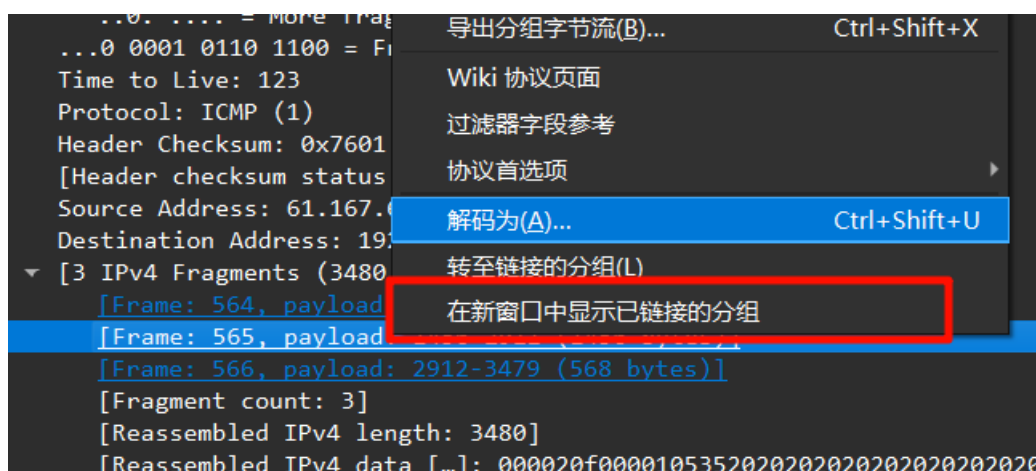 ..0. .... = More Frag
...0 0001 0110 1100 = Fr
Time to Live: 123
Protocol: ICMP (1)
Header Checksum: 0x7601
[Header checksum status
Source Address: 61.167.
Destination Address: 19
[3 IPv4 Fragments (3480
[Frame: 564, payload
[Frame: 565, payload:
[Frame: 566, payload: 2912-3479 (568 bytes)]
[Fragment count: 3]
[Reassembled IPv4 length: 3480]
[Reassembled IPv4 data […]: 000020f00001053520202020202020202020
导出分组字节流(B)... Ctrl+Shift+X
Wiki 协议页面
过滤器字段参考
协议首选项
解码为(A)... Ctrl+Shift+U
转至链接的分组(L)
在新窗口中显示已链接的分组